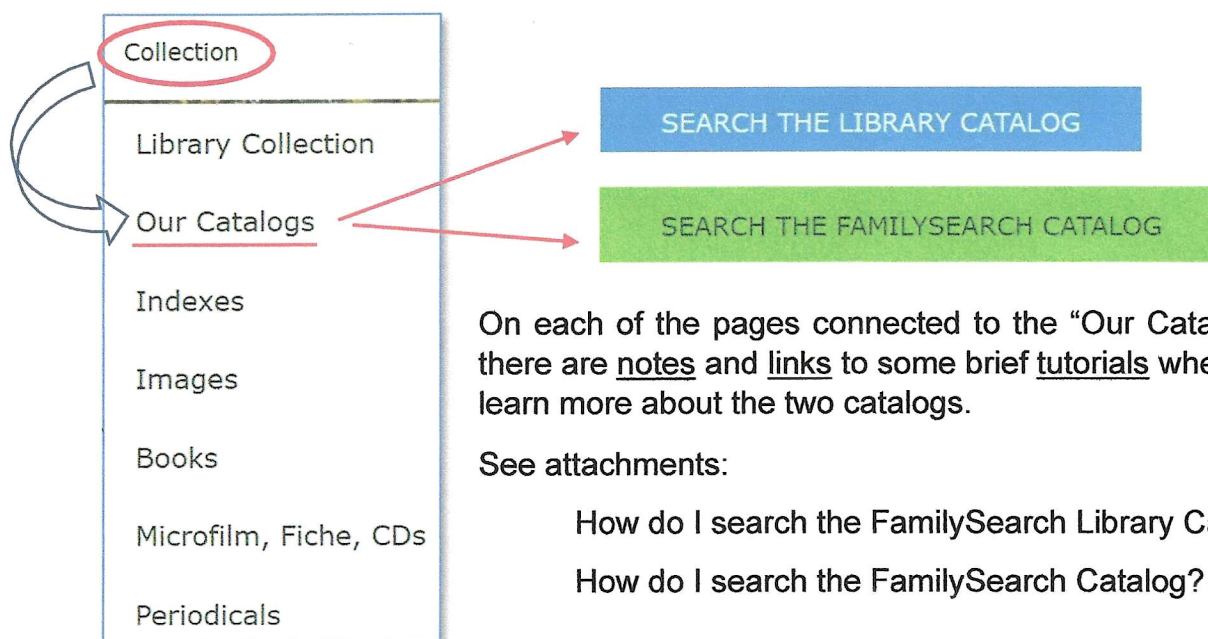 Collection
Library Collection
Our Catalogs
Indexes
Images
Books
Microfilm, Fiche, CDs
Periodicals
SEARCH THE LIBRARY CATALOG
SEARCH THE FAMILYSEARCH CATALOG
On each of the pages connected to the “Our Cata
there are notes and links to some brief tutorials whe
learn more about the two catalogs.
See attachments:
How do I search the FamilySearch Library Ca
How do I search the FamilySearch Catalog?